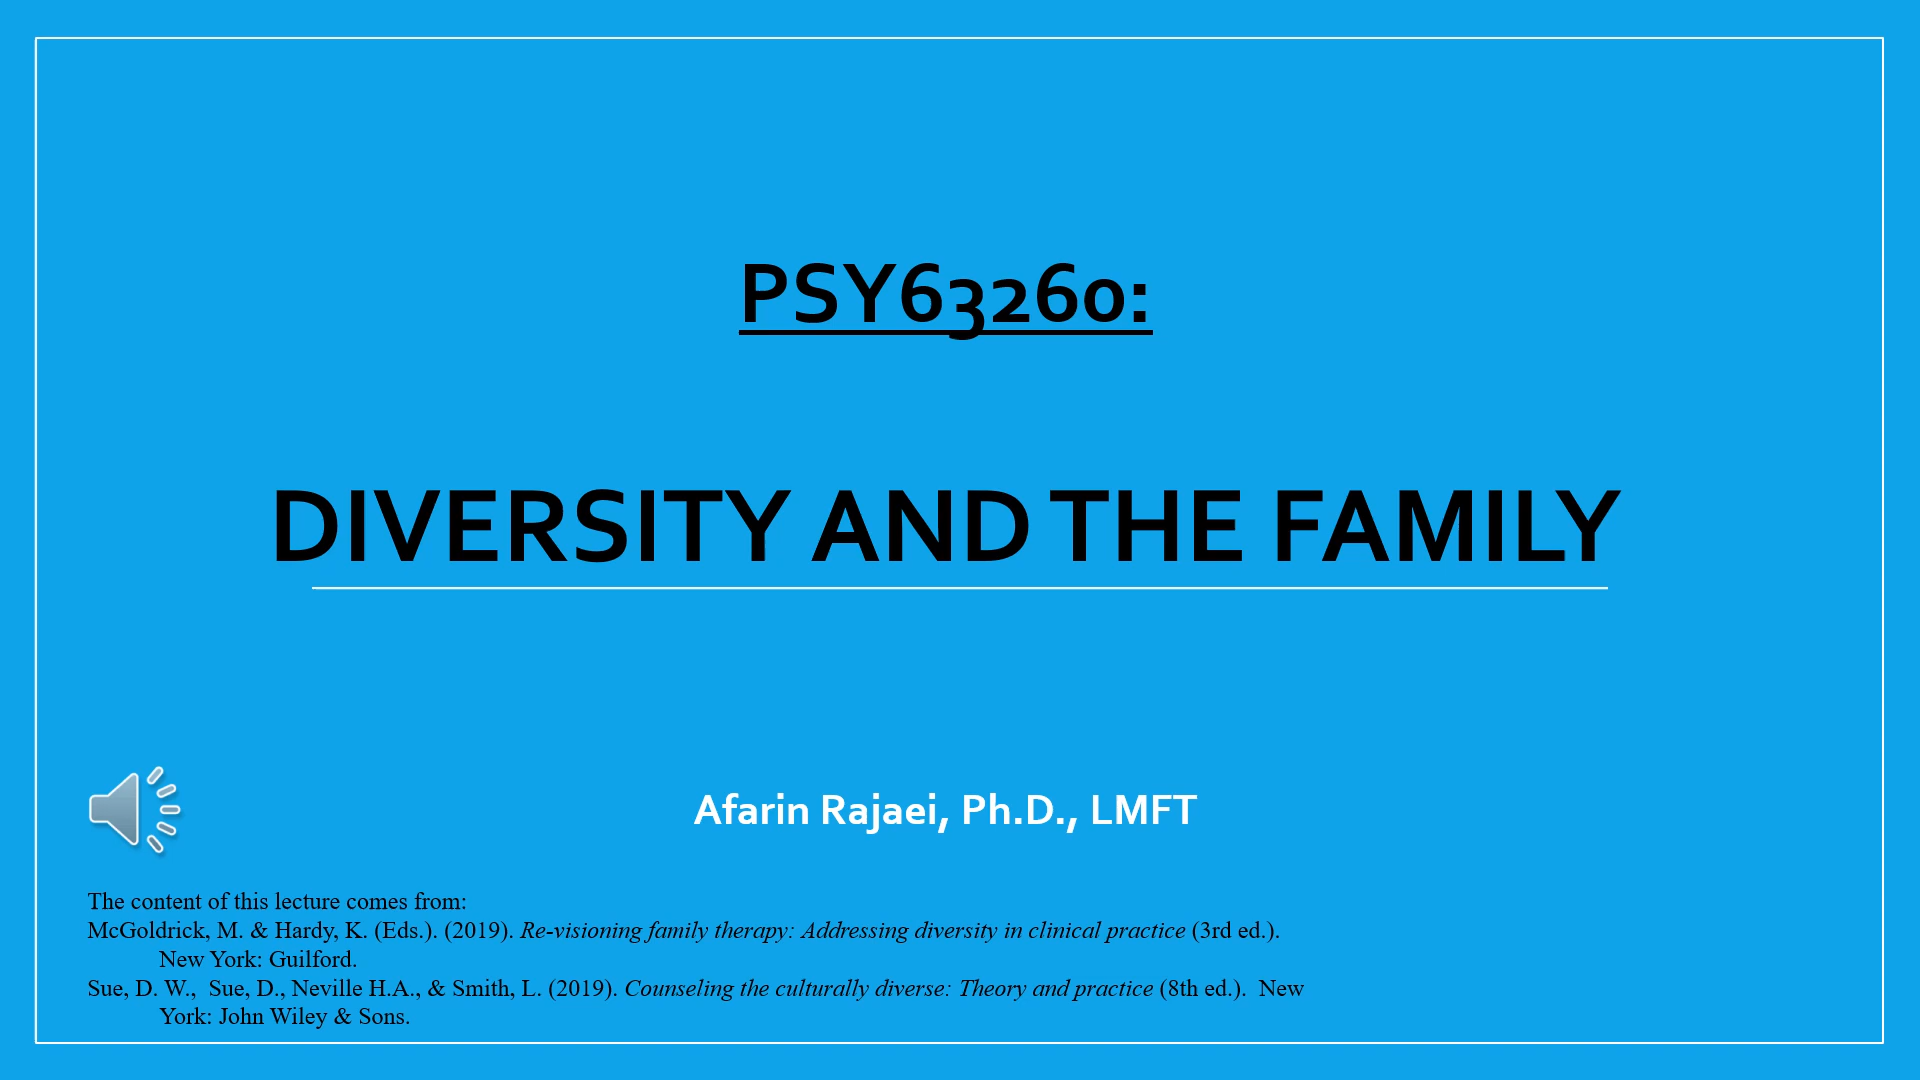 PSY63260:
DIVERSITY AND THE FAMILY
Afarin Rajaei, Ph.D., LMFT
The content of this lecture comes from:
McGoldrick, M. & Hardy, K. (Eds.). (2019). Re-visioning family therapy: Addressing diversity in clinical practice (3rd ed.).
New York: Guilford.
Sue, D. W.,  Sue, D., Neville H.A., & Smith, L. (2019). Counseling the culturally diverse: Theory and practice (8th ed.).  New
York: John Wiley & Sons.